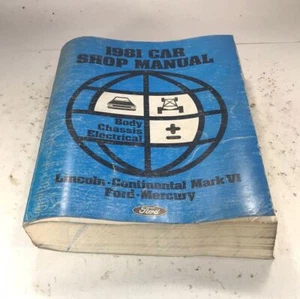 1981 CAR
SHOP MANUAL
Body
Chassis
Electrical
Lincoln-Continental Mark VI
Ford-Mercury
Ford